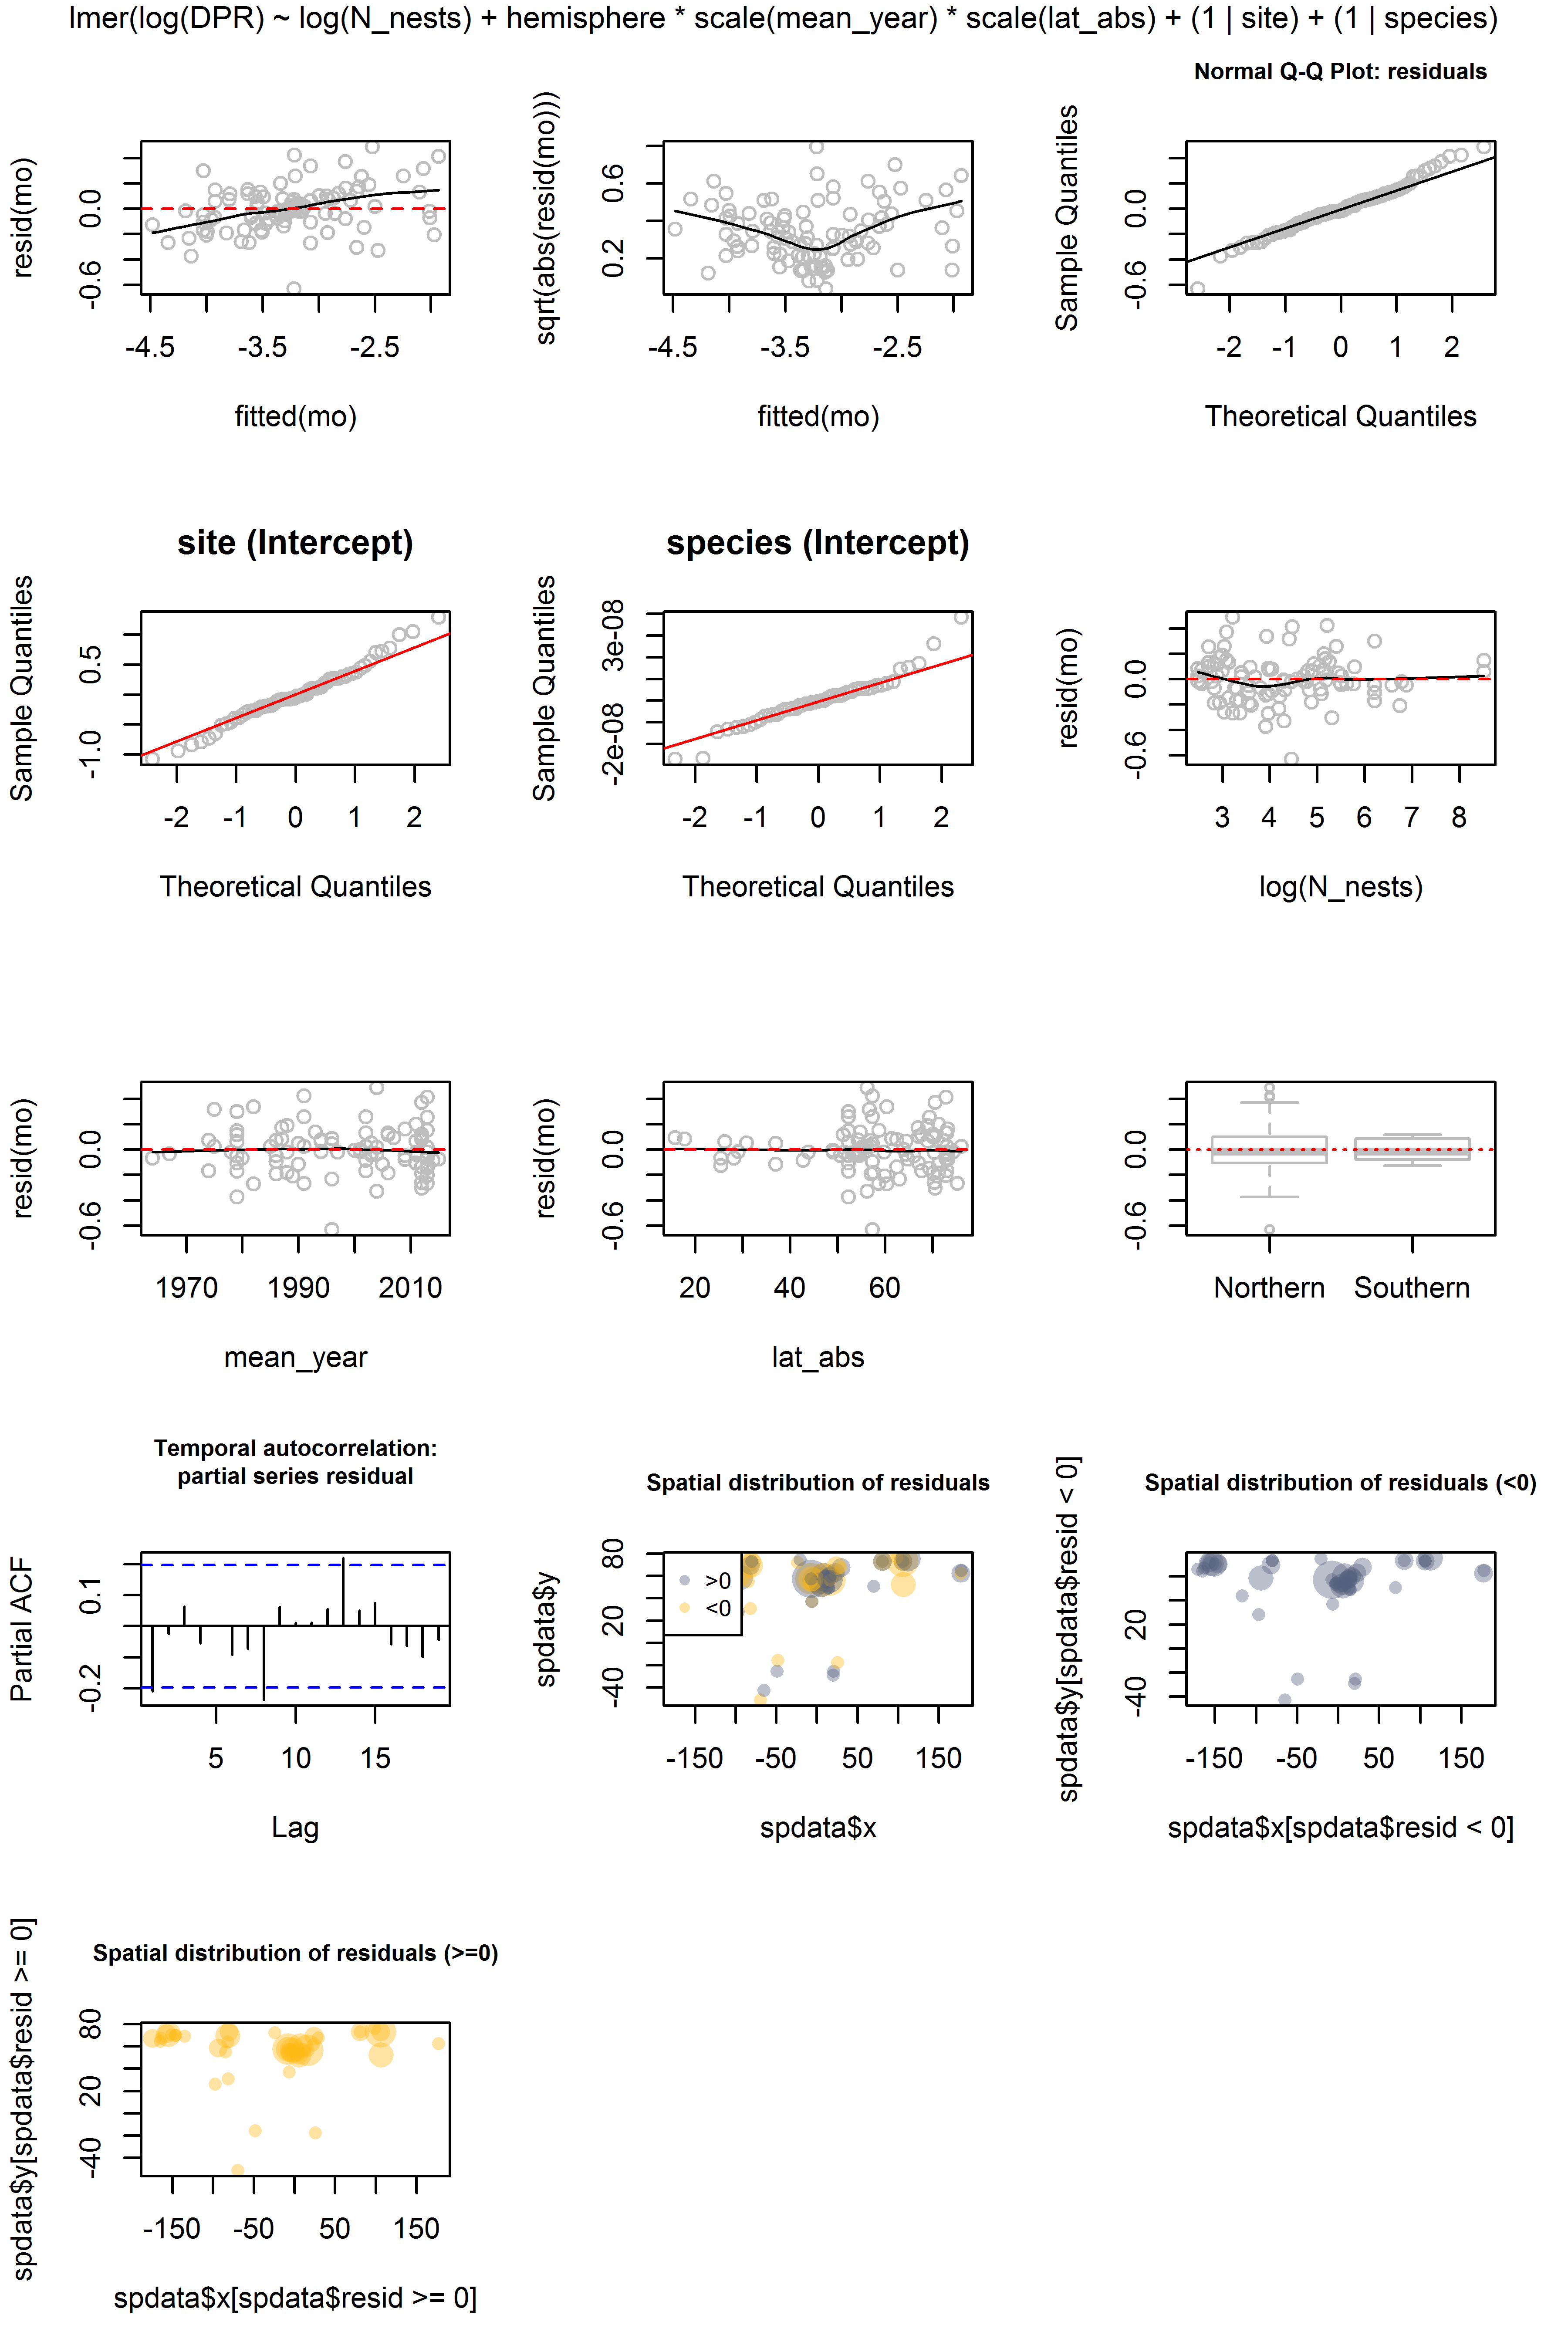 lmer(log(DPR) ~ log(N_nests) + hemisphere * scale(mean_year) * scale(lat_abs) + (1 | site) + (1 | species)
resid(mo)
0.0
-0.6
-4.5 -3.5 -2.5
fitted(mo)
sqrt(abs(resid(mo)))
0.6
0.2
-4.5 -3.5 -2.5
fitted(mo)
Normal Q-Q Plot: residuals
Sample Quantiles
0.0
-0.6
-2 -1 0 1 2
Theoretical Quantiles
site (Intercept)
Sample Quantiles
0.5
-1.0
-2 -1 0 1 2
Theoretical Quantiles
species (Intercept)
Sample Quantiles
3e-08
-2e-08
-2 -1 0 1 2
Theoretical Quantiles
resid(mo)
0.0
-0.6
3 4 5 6 7 8
log(N_nests)
resid(mo)
0.0
-0.6
1970 1990 2010
mean_year
resid(mo)
0.0
-0.6
20 40 60
lat_abs
0.0
-0.6
Northern Southern
Temporal autocorrelation:
partial series residual
Partial ACF
0.1
-0.2
5 10 15
Lag
Spatial distribution of residuals
spdata$y
80
20
-40
>0
<0
-150 -50 50 150
spdata$x
Spatial distribution of residuals (<0)
spdata$y[spdata$resid < 0]
20
-40
-150 -50 50 150
spdata$x[spdata$resid < 0]
Spatial distribution of residuals (>=0)
spdata$y[spdata$resid >= 0]
80
20
-40
-150 -50 50 150
spdata$x[spdata$resid >= 0]